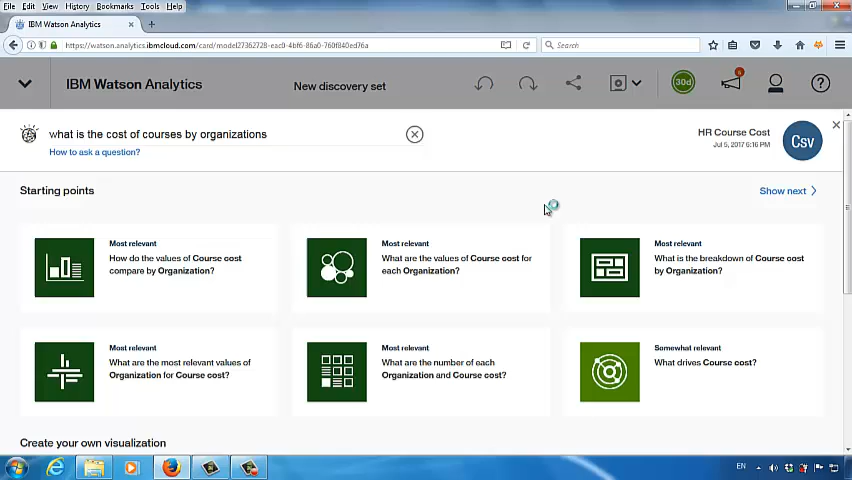 File Edit View History Bookmarks Tools Help
IBM Watson Analytics
https://watson.analytics.ibmcloud.com/card/model27362728-eac0-4bf6-86a0-760f840ed76a
Search
IBM Watson Analytics
New discovery set
30d
what is the cost of courses by organizations
How to ask a question?
HR Course Cost
Jul 5, 2017 6:16 PM
Csv
Starting points
Show next
Most relevant
How do the values of Course cost
compare by Organization?
Most relevant
What are the values of Course cost for
each Organization?
Most relevant
What is the breakdown of Course cost
by Organization?
Most relevant
What are the most relevant values of
Organization for Course cost?
Most relevant
What are the number of each
Organization and Course cost?
Somewhat relevant
What drives Course cost?
Create your own visualization
EN